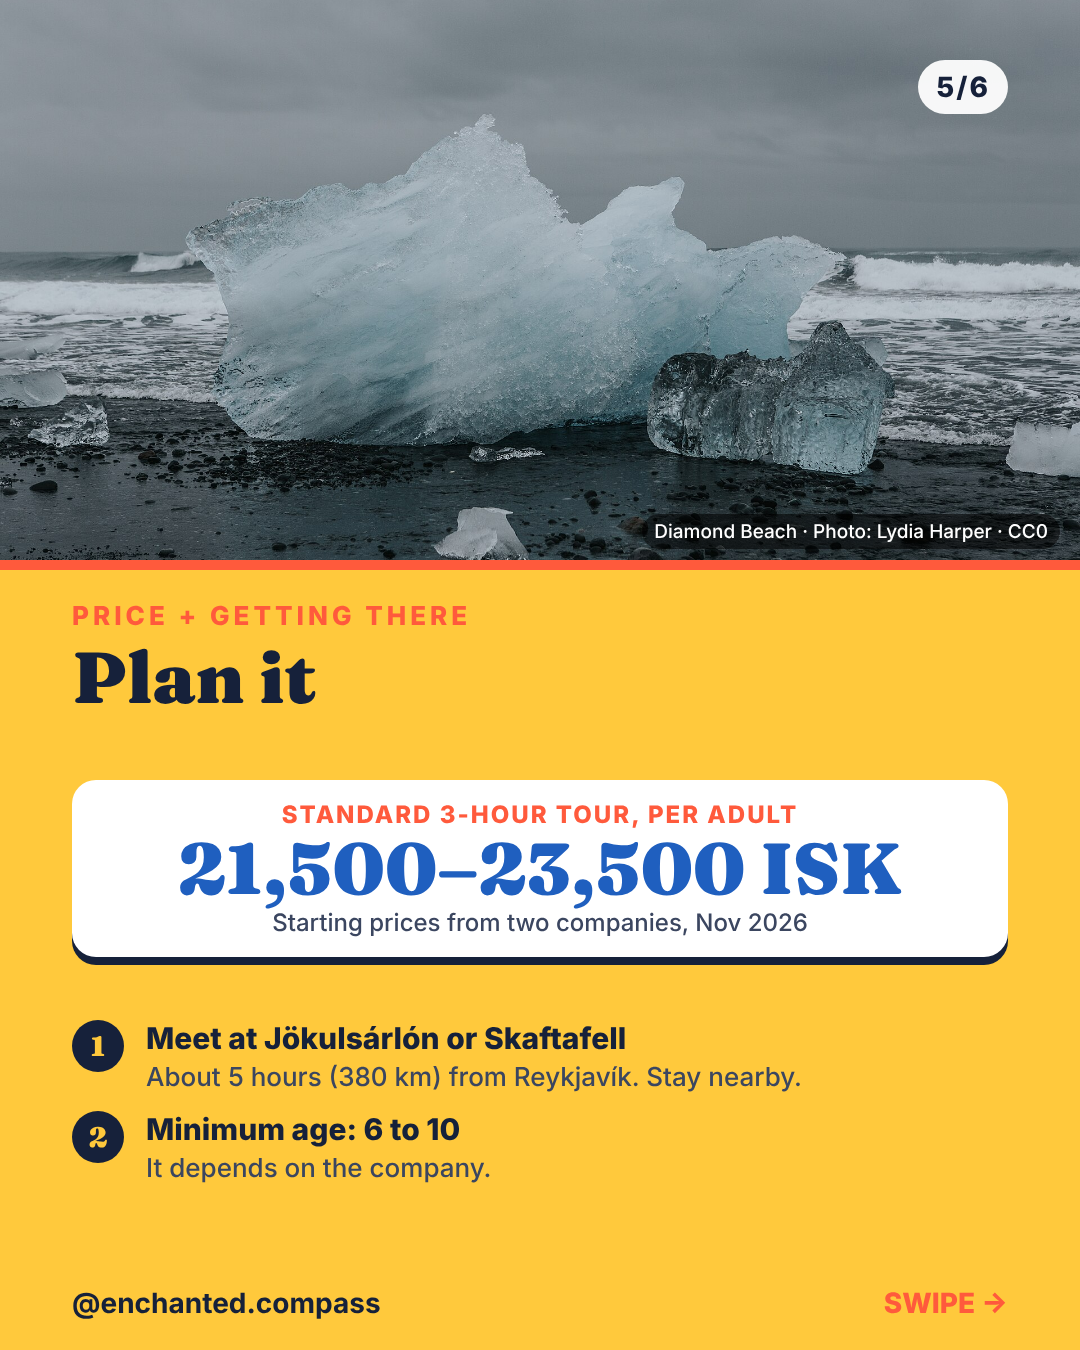 5/6
Diamond Beach · Photo: Lydia Harper · CC0
PRICE + GETTING THERE
Plan it
STANDARD 3-HOUR TOUR, PER ADULT
21,500–23,500 ISK
Starting prices from two companies, Nov 2026
1 Meet at Jökulsárlón or Skaftafell
About 5 hours (380 km) from Reykjavík. Stay nearby.
2 Minimum age: 6 to 10
It depends on the company.
@enchanted.compass
SWIPE →